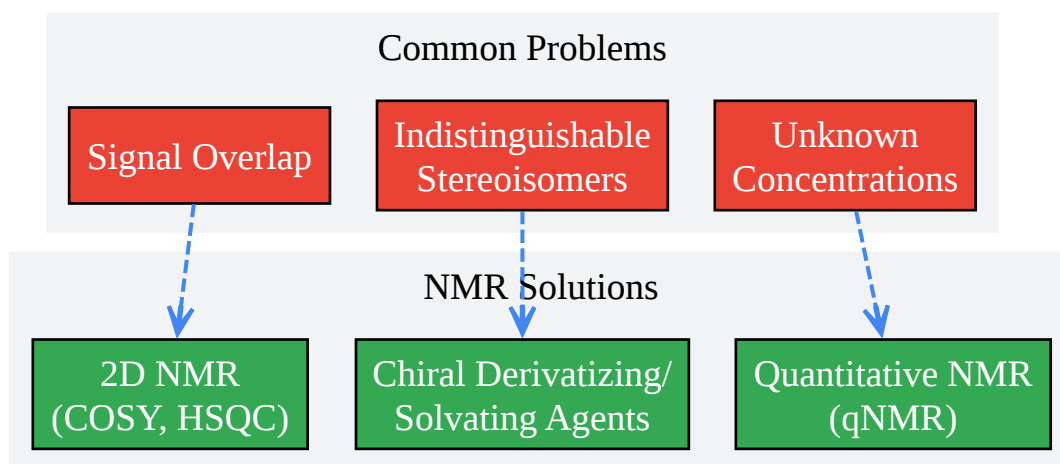 Common Problems
Signal Overlap
Indistinguishable
Stereoisomers
Unknown
Concentrations
NMR Solutions
2D NMR
(COSY, HSQC)
Chiral Derivatizing/
Solvating Agents
Quantitative NMR
(qNMR)